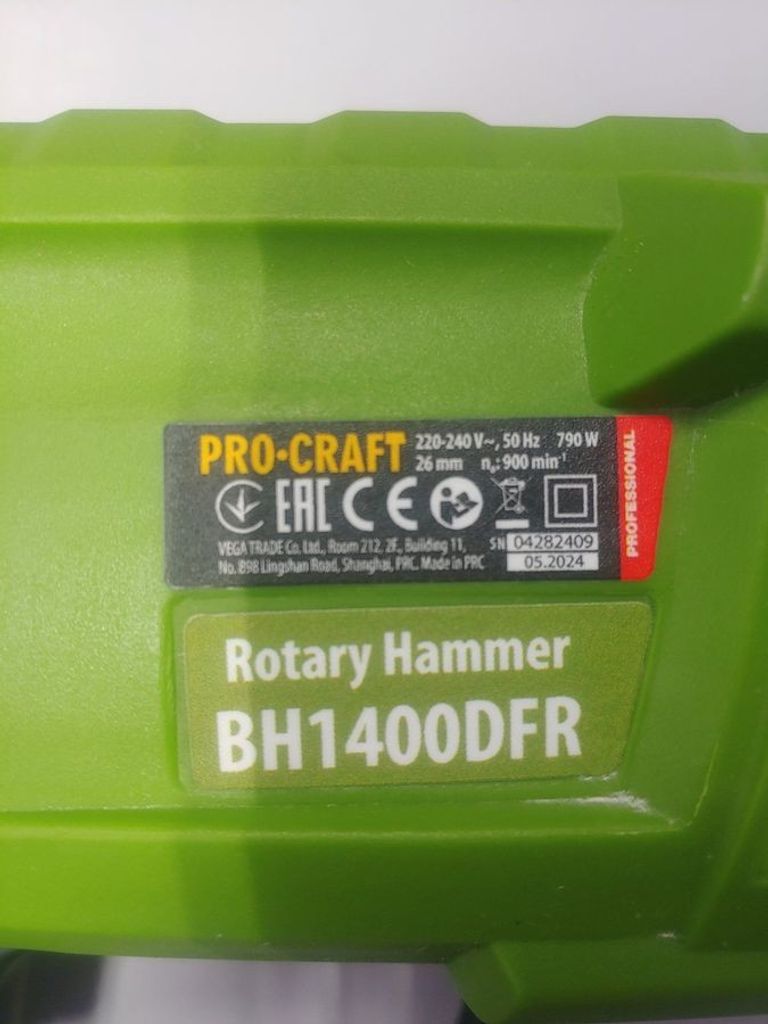 PRO-CRAFT 220-240 V~, 50 Hz 790 W
26 mm n₀: 900 min⁻¹
EAC CE
VEGA TRADE Co. Ltd., Room 212, 2F., Building 11, SN 04282409
No. 898 Lingshan Road, Shanghai, PRC. Made in PRC 05.2024
PROFESSIONAL
Rotary Hammer
BH1400DFR